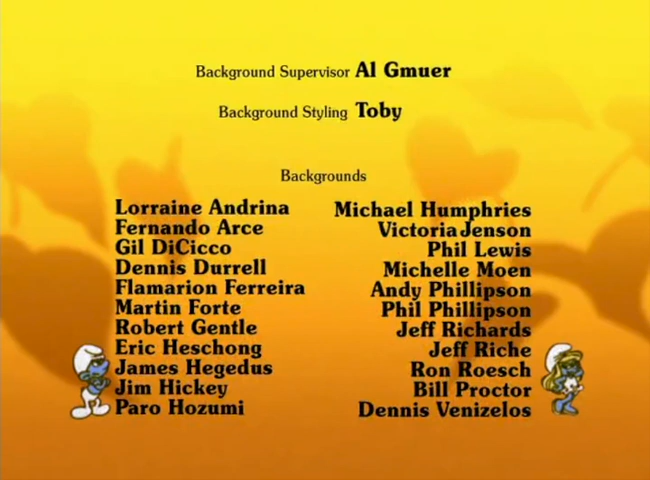 Background Supervisor Al Gmuer
Background Styling Toby
Backgrounds
Lorraine Andrina
Fernando Arce
Gil DiCicco
Dennis Durrell
Flamarion Ferreira
Martin Forte
Robert Gentle
Eric Heschong
James Hegedus
Jim Hickey
Paro Hozumi
Michael Humphries
Victoria Jenson
Phil Lewis
Michelle Moen
Andy Phillipson
Phil Phillipson
Jeff Richards
Jeff Riche
Ron Roesch
Bill Proctor
Dennis Venizelos